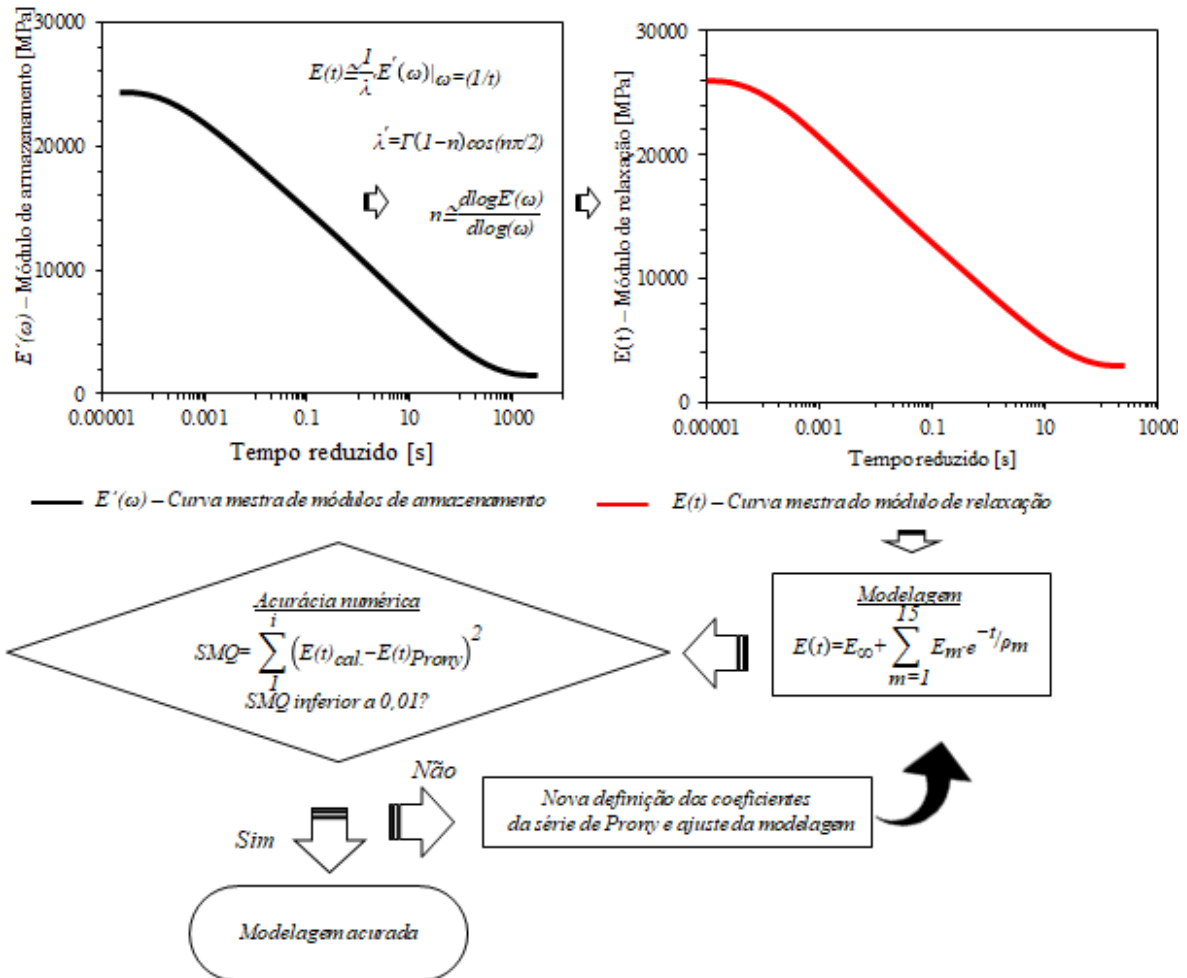 E´(ω) – Módulo de armazenamento [MPa]
30000
20000
10000
0
0.00001
0.001
0.1
10
1000
Tempo reduzido [s]
E(t)≅1/λ´ E´(ω)|ω=(1/t)
λ´=Γ(1−n)cos(nπ/2)
n≅dlogE´(ω)/dlog(ω)
E(t) – Módulo de relaxação [MPa]
30000
20000
10000
0
0.00001
0.001
0.1
10
1000
Tempo reduzido [s]
E´(ω) – Curva mestra de módulos de armazenamento
E(t) – Curva mestra do módulo de relaxação
Modelagem
E(t)=E∞+∑m=1 15 Em.e −t/ρm
Acurácia numérica
SMQ=∑1 i (E(t)cal.−E(t)Prony)2
SMQ inferior a 0,01?
Não
Sim
Nova definição dos coeficientes
da série de Prony e ajuste da modelagem
Modelagem acurada